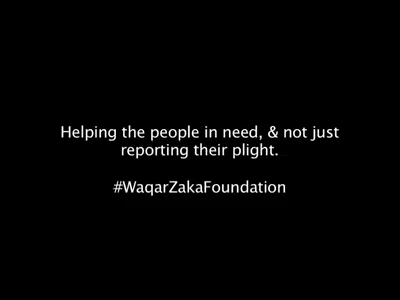 Helping the people in need, & not just
reporting their plight.
#WaqarZakaFoundation